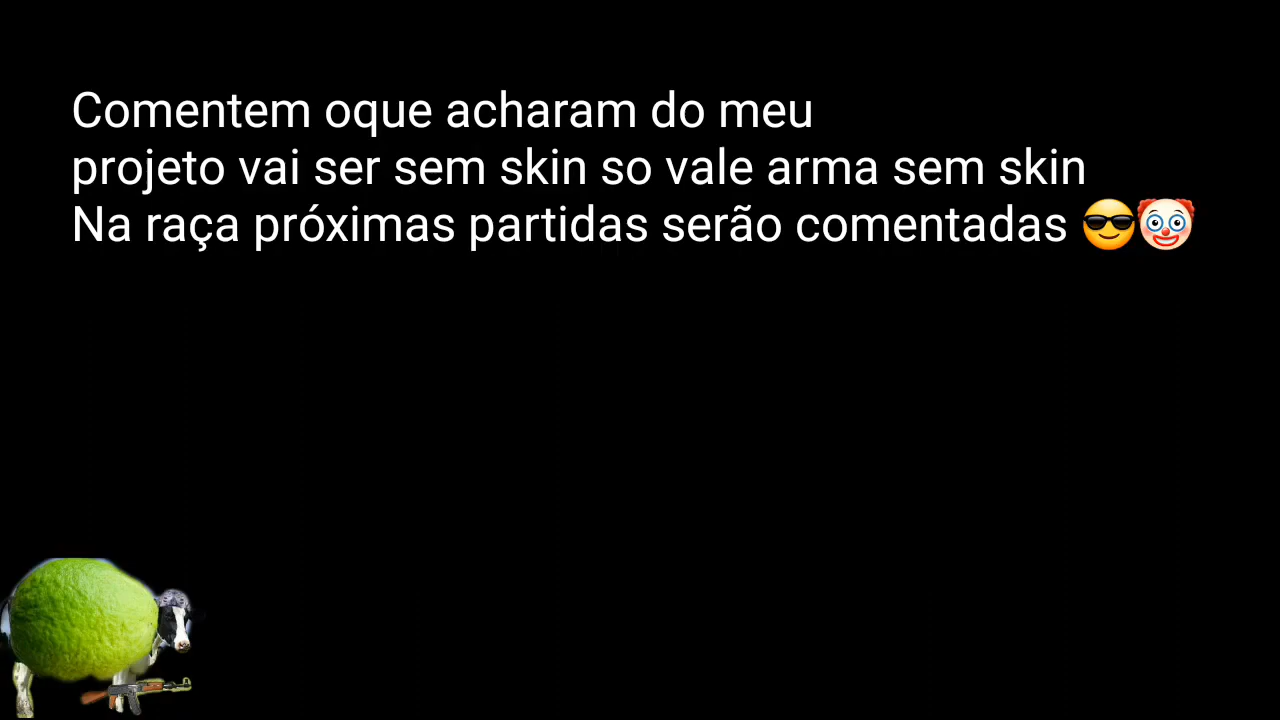 Comentem oque acharam do meu
projeto vai ser sem skin so vale arma sem skin
Na raça próximas partidas serão comentadas 😎🤡